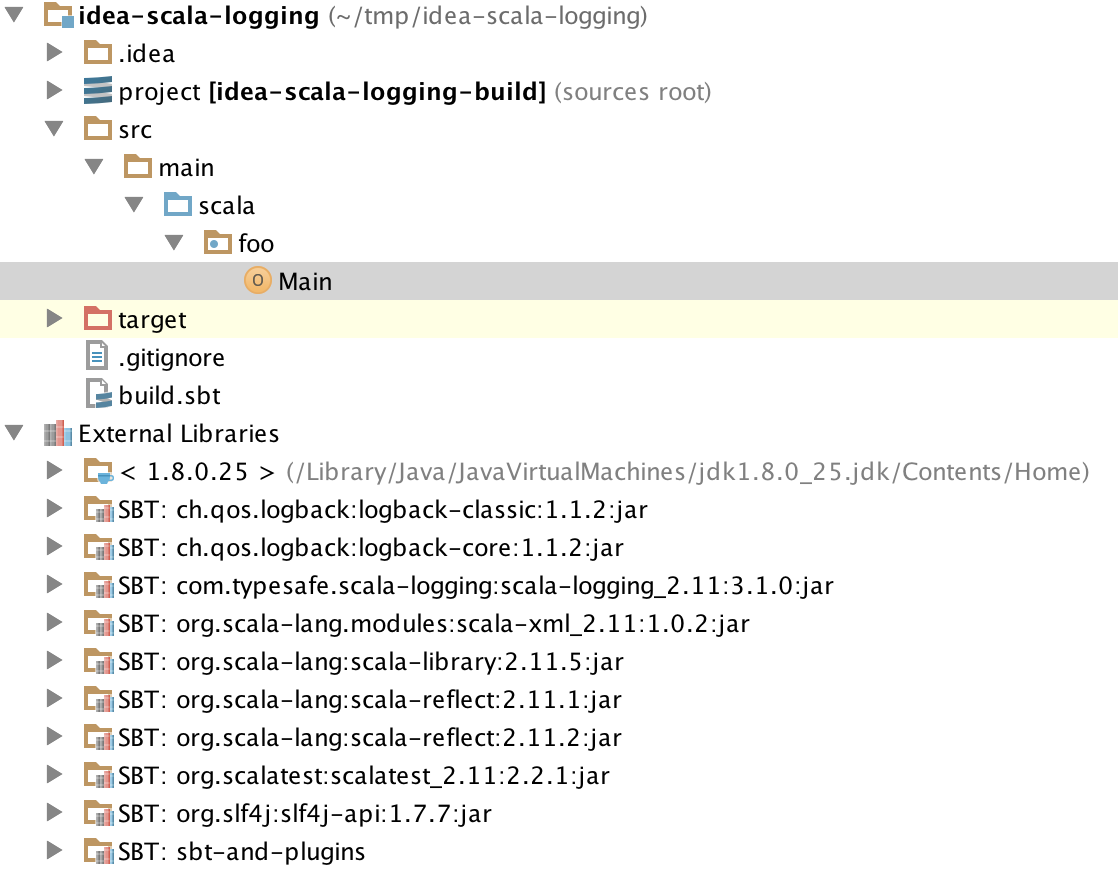 idea-scala-logging (~/tmp/idea-scala-logging)
.idea
project [idea-scala-logging-build] (sources root)
src
main
scala
foo
O Main
target
.gitignore
build.sbt
External Libraries
< 1.8.0.25 > (/Library/Java/JavaVirtualMachines/jdk1.8.0_25.jdk/Contents/Home)
SBT: ch.qos.logback:logback-classic:1.1.2:jar
SBT: ch.qos.logback:logback-core:1.1.2:jar
SBT: com.typesafe.scala-logging:scala-logging_2.11:3.1.0:jar
SBT: org.scala-lang.modules:scala-xml_2.11:1.0.2:jar
SBT: org.scala-lang:scala-library:2.11.5:jar
SBT: org.scala-lang:scala-reflect:2.11.1:jar
SBT: org.scala-lang:scala-reflect:2.11.2:jar
SBT: org.scalatest:scalatest_2.11:2.2.1:jar
SBT: org.slf4j:slf4j-api:1.7.7:jar
SBT: sbt-and-plugins